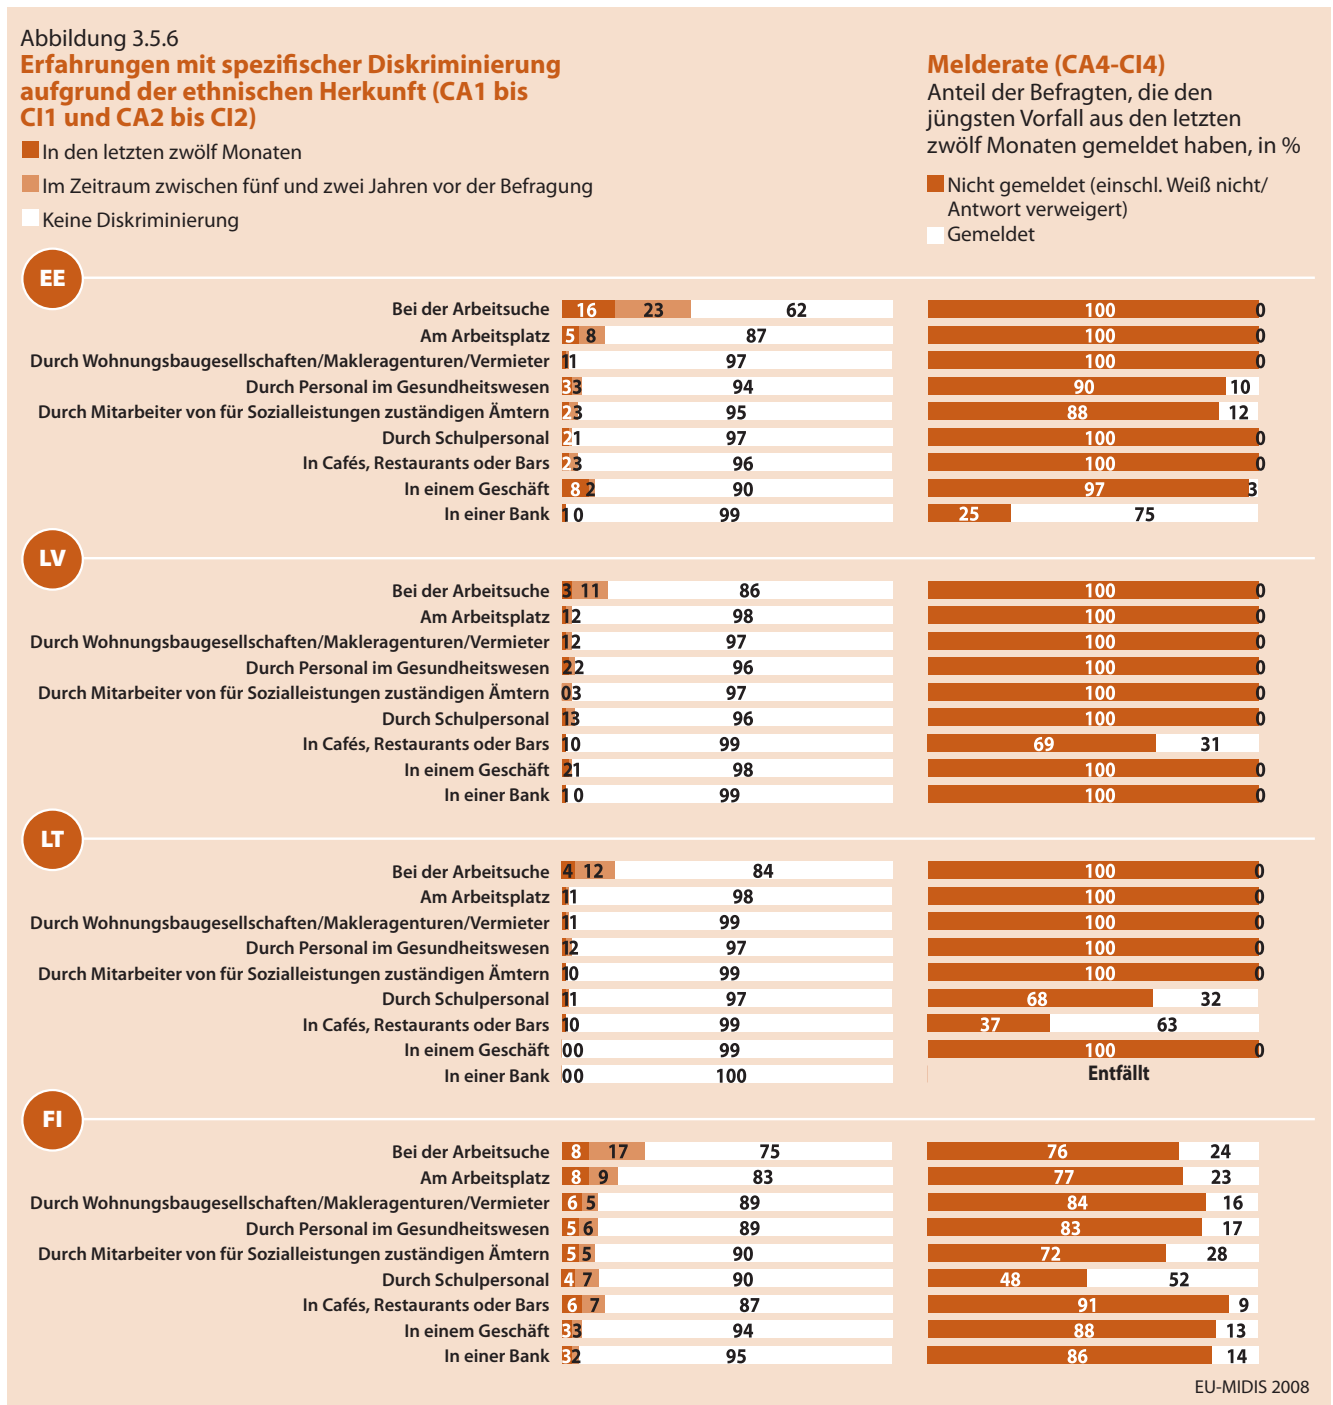 Abbildung 3.5.6
Erfahrungen mit spezifischer Diskriminierung
aufgrund der ethnischen Herkunft (CA1 bis
CI1 und CA2 bis CI2)
In den letzten zwölf Monaten
Im Zeitraum zwischen fünf und zwei Jahren vor der Befragung
Keine Diskriminierung
Melderate (CA4-CI4)
Anteil der Befragten, die den
jüngsten Vorfall aus den letzten
zwölf Monaten gemeldet haben, in %
Nicht gemeldet (einschl. Weiß nicht/
Antwort verweigert)
Gemeldet
EE
Bei der Arbeitsuche 16 23 62 100 0
Am Arbeitsplatz 5 8 87 100 0
Durch Wohnungsbaugesellschaften/Makleragenturen/Vermieter 1 1 97 100 0
Durch Personal im Gesundheitswesen 3 3 94 90 10
Durch Mitarbeiter von für Sozialleistungen zuständigen Ämtern 2 3 95 88 12
Durch Schulpersonal 2 1 97 100 0
In Cafés, Restaurants oder Bars 2 3 96 100 0
In einem Geschäft 8 2 90 97 3
In einer Bank 1 0 99 25 75
LV
Bei der Arbeitsuche 3 11 86 100 0
Am Arbeitsplatz 1 2 98 100 0
Durch Wohnungsbaugesellschaften/Makleragenturen/Vermieter 1 2 97 100 0
Durch Personal im Gesundheitswesen 2 2 96 100 0
Durch Mitarbeiter von für Sozialleistungen zuständigen Ämtern 0 3 97 100 0
Durch Schulpersonal 1 3 96 100 0
In Cafés, Restaurants oder Bars 1 0 99 69 31
In einem Geschäft 2 1 98 100 0
In einer Bank 1 0 99 100 0
LT
Bei der Arbeitsuche 4 12 84 100 0
Am Arbeitsplatz 1 1 98 100 0
Durch Wohnungsbaugesellschaften/Makleragenturen/Vermieter 1 1 99 100 0
Durch Personal im Gesundheitswesen 1 2 97 100 0
Durch Mitarbeiter von für Sozialleistungen zuständigen Ämtern 1 0 99 100 0
Durch Schulpersonal 1 1 97 68 32
In Cafés, Restaurants oder Bars 1 0 99 37 63
In einem Geschäft 0 0 99 100 0
In einer Bank 0 0 100 Entfällt
FI
Bei der Arbeitsuche 8 17 75 76 24
Am Arbeitsplatz 8 9 83 77 23
Durch Wohnungsbaugesellschaften/Makleragenturen/Vermieter 6 5 89 84 16
Durch Personal im Gesundheitswesen 5 6 89 83 17
Durch Mitarbeiter von für Sozialleistungen zuständigen Ämtern 5 5 90 72 28
Durch Schulpersonal 4 7 90 48 52
In Cafés, Restaurants oder Bars 6 7 87 91 9
In einem Geschäft 3 3 94 88 13
In einer Bank 3 2 95 86 14
EU-MIDIS 2008